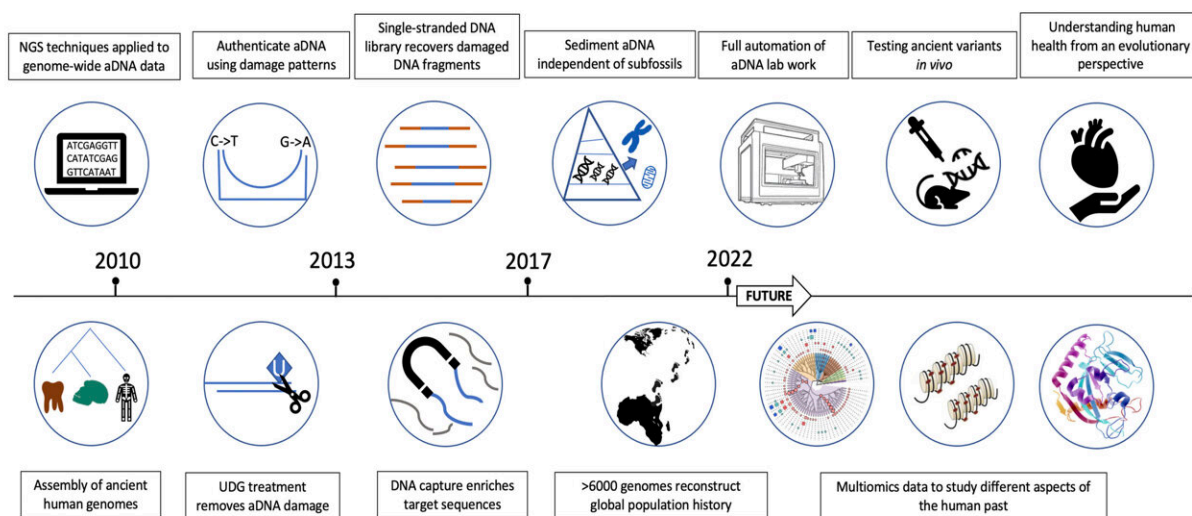 NGS techniques applied to
genome-wide aDNA data
Authenticate aDNA
using damage patterns
Single-stranded DNA
library recovers damaged
DNA fragments
Sediment aDNA
independent of subfossils
Full automation of
aDNA lab work
Testing ancient variants
in vivo
Understanding human
health from an evolutionary
perspective
ATCGAGGTT
CATATCGAG
GTTCATAAT
C->T
G->A
2010
2013
2017
2022
FUTURE
U
Assembly of ancient
human genomes
UDG treatment
removes aDNA damage
DNA capture enriches
target sequences
>6000 genomes reconstruct
global population history
Multiomics data to study different aspects of
the human past